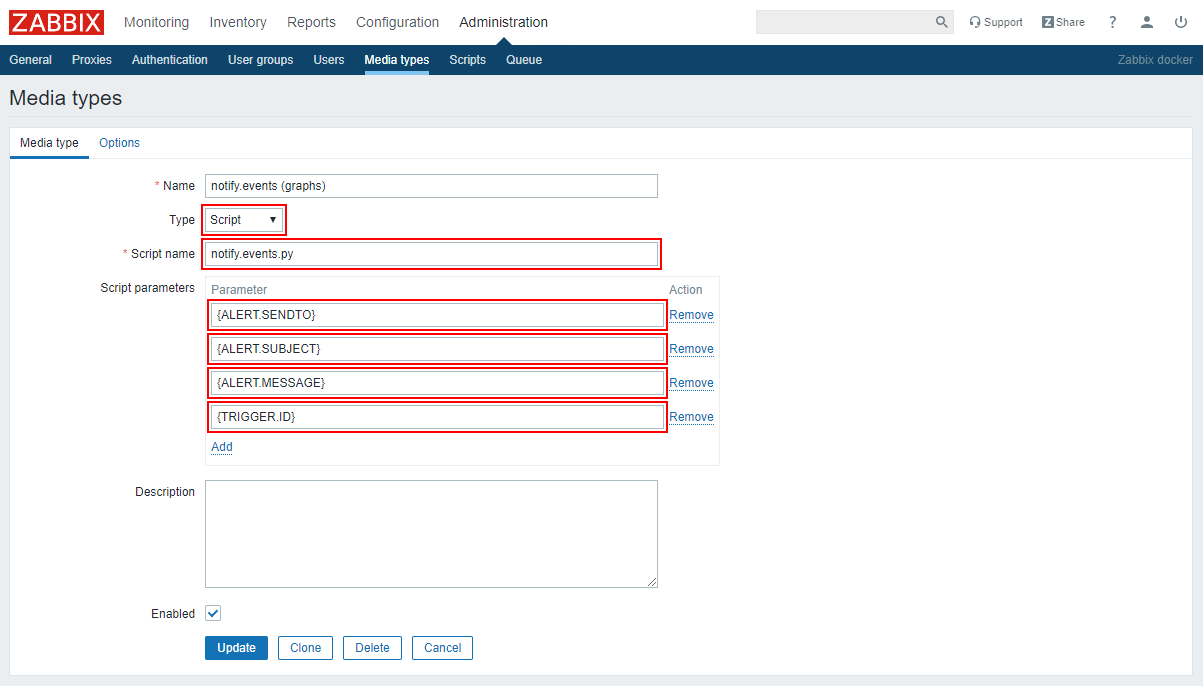 ZABBIX Monitoring Inventory Reports Configuration Administration Support Z Share ?
General Proxies Authentication User groups Users Media types Scripts Queue Zabbix docker
Media types
Media type Options
* Name notify.events (graphs)
Type Script
* Script name notify.events.py
Script parameters Parameter Action
{ALERT.SENDTO} Remove
{ALERT.SUBJECT} Remove
{ALERT.MESSAGE} Remove
{TRIGGER.ID} Remove
Add
Description
Enabled
Update Clone Delete Cancel